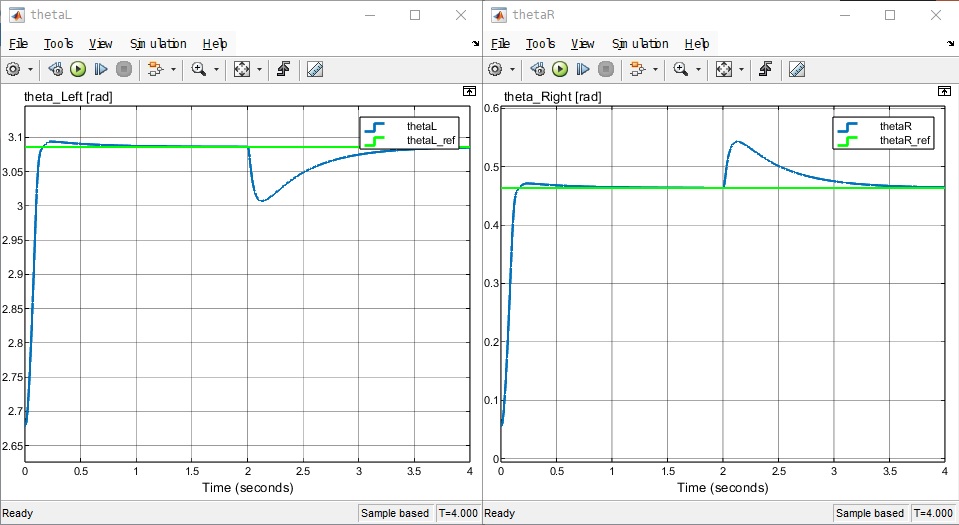 thetaL
File Tools View Simulation Help
theta_Left [rad]
thetaL
thetaL_ref
3.1
3.05
3
2.95
2.9
2.85
2.8
2.75
2.7
2.65
0 0.5 1 1.5 2 2.5 3 3.5 4
Time (seconds)
Ready Sample based T=4.000
thetaR
File Tools View Simulation Help
theta_Right [rad]
thetaR
thetaR_ref
0.6
0.5
0.4
0.3
0.2
0.1
0
0 0.5 1 1.5 2 2.5 3 3.5 4
Time (seconds)
Ready Sample based T=4.000